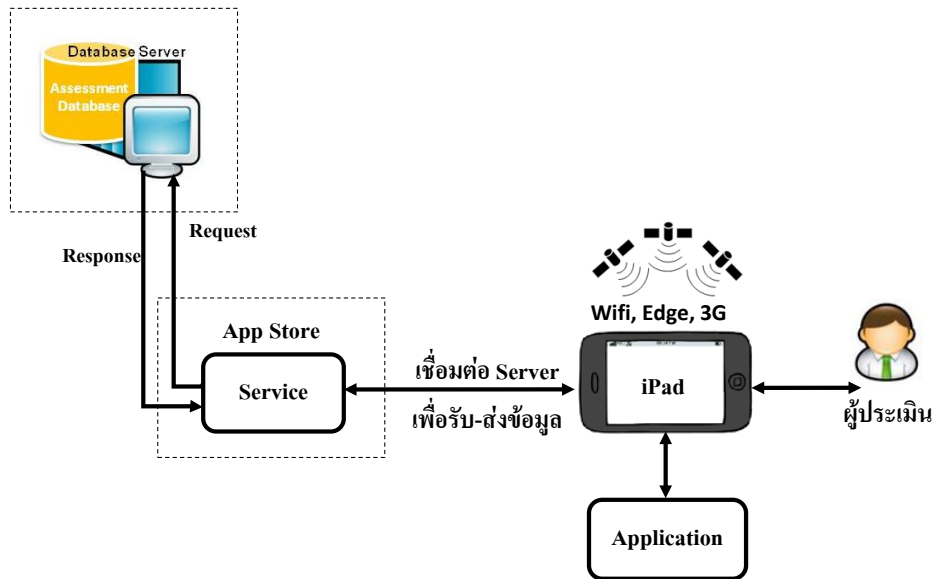 Database Server
Assessment
Database
Request
Response
App Store
Service
เชื่อมต่อ Server
เพื่อรับ-ส่งข้อมูล
Wifi, Edge, 3G
iPad
ผู้ประเมิน
Application